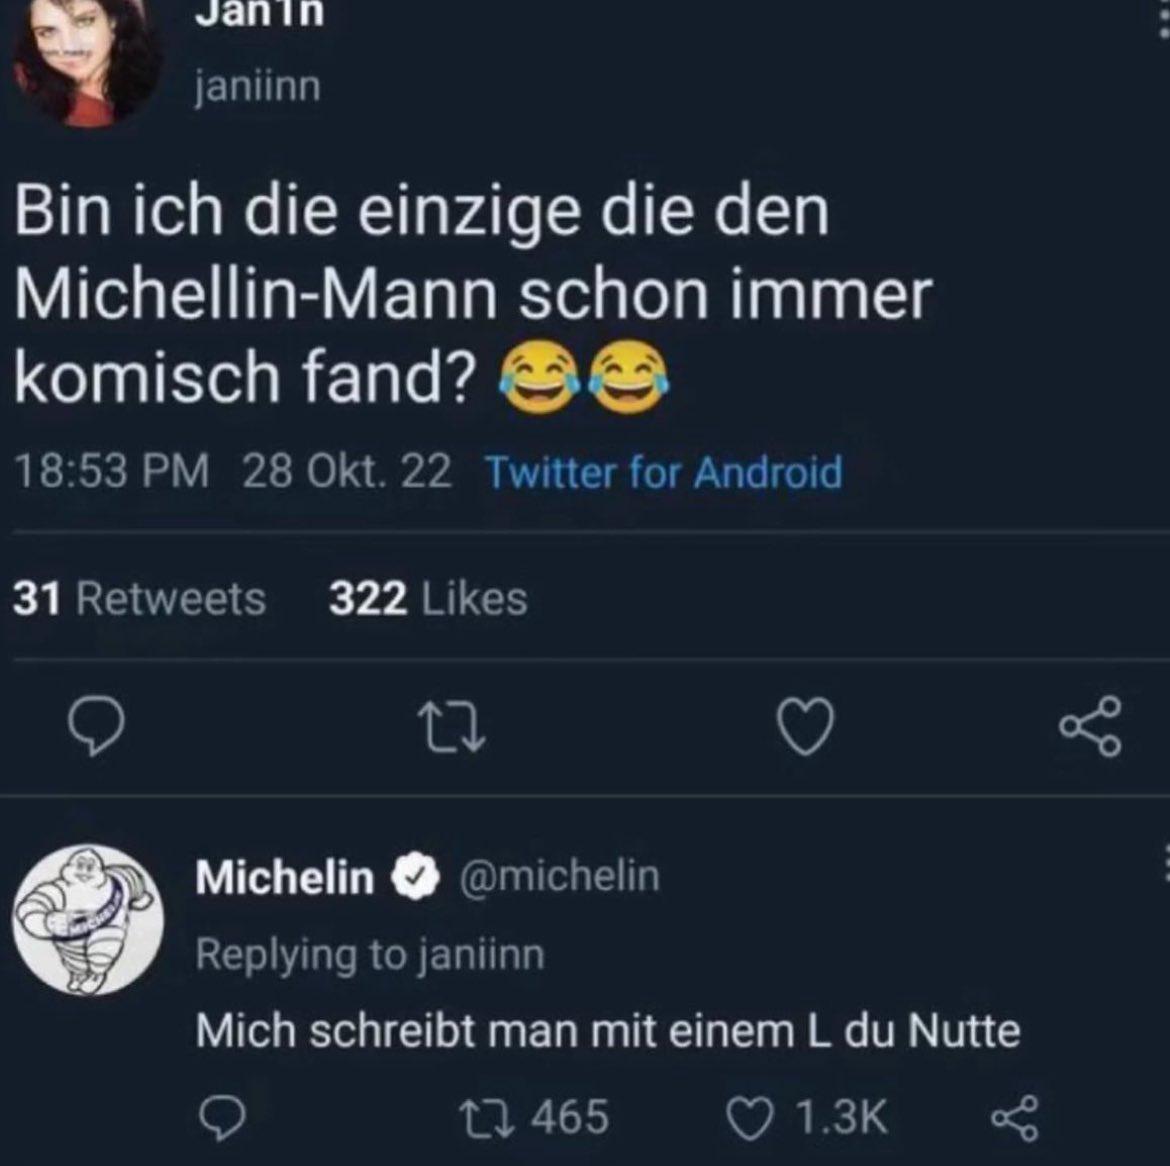 Jan1n
janiinn
Bin ich die einzige die den
Michellin-Mann schon immer
komisch fand? 😂😂
18:53 PM 28 Okt. 22 Twitter for Android
31 Retweets 322 Likes
Michelin @michelin
Replying to janiinn
Mich schreibt man mit einem L du Nutte
465 1.3K